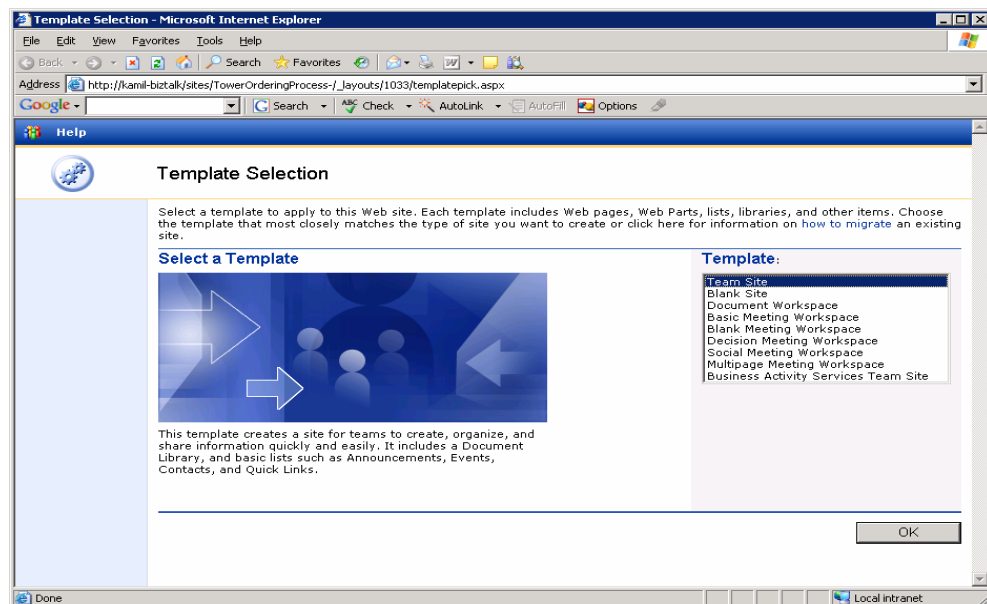 Template Selection - Microsoft Internet Explorer
File Edit View Favorites Tools Help
Back Search Favorites
Address http://kamil-biztalk/sites/TowerOrderingProcess-/_layouts/1033/templatepick.aspx
Google Search ABC Check AutoLink AutoFill Options
Help
Template Selection
Select a template to apply to this Web site. Each template includes Web pages, Web Parts, lists, libraries, and other items. Choose
the template that most closely matches the type of site you want to create or click here for information on how to migrate an existing
site.
Select a Template
Template:
Team Site
Blank Site
Document Workspace
Basic Meeting Workspace
Blank Meeting Workspace
Decision Meeting Workspace
Social Meeting Workspace
Multipage Meeting Workspace
Business Activity Services Team Site
This template creates a site for teams to create, organize, and
share information quickly and easily. It includes a Document
Library, and basic lists such as Announcements, Events,
Contacts, and Quick Links.
OK
Done
Local intranet